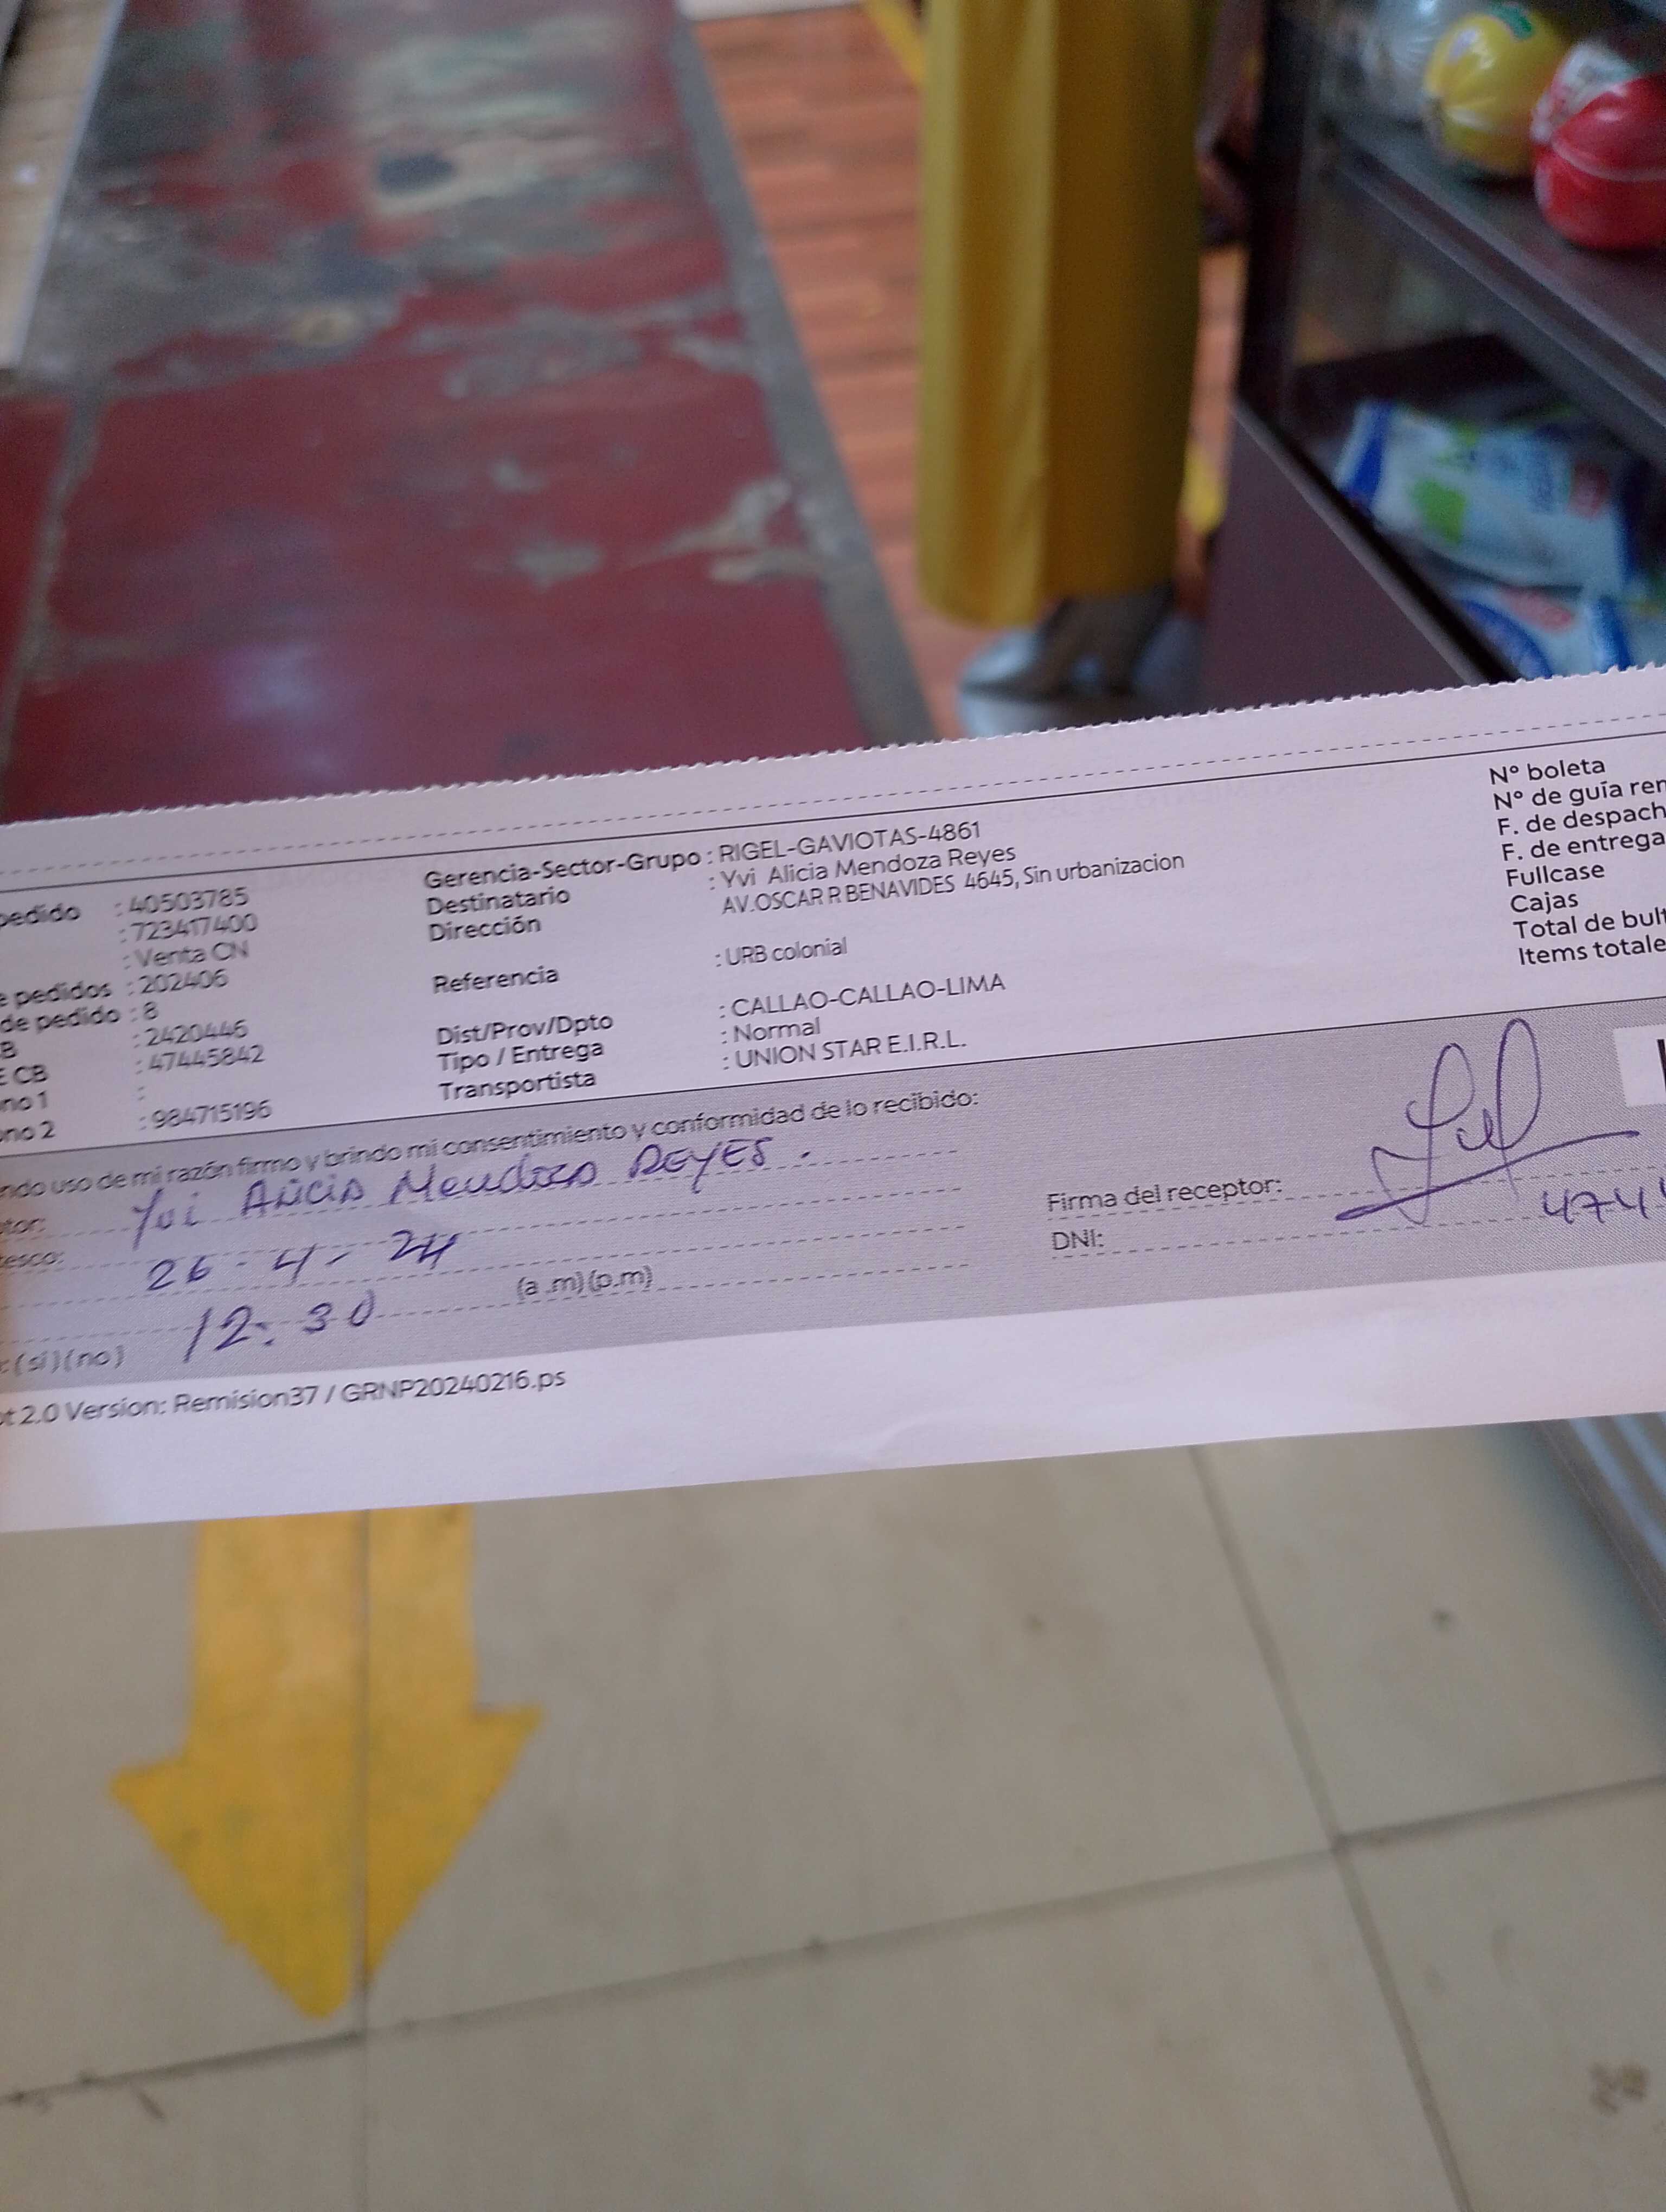 pedido : 40503785
: 723417400
: Venta CN
e pedidos : 202406
de pedido : 8
B : 2420446
E CB : 47445842
no 1 :
no 2 : 984715196
Gerencia-Sector-Grupo : RIGEL-GAVIOTAS-4861
Destinatario : Yvi Alicia Mendoza Reyes
Dirección AV.OSCAR R BENAVIDES 4645, Sin urbanizacion
Referencia : URB colonial
Dist/Prov/Dpto : CALLAO-CALLAO-LIMA
Tipo / Entrega : Normal
Transportista : UNION STAR E.I.R.L.
N° boleta
N° de guía rem
F. de despach
F. de entrega
Fullcase
Cajas
Total de bult
Items totale
ndo uso de mi razón firmo y brindo mi consentimiento y conformidad de lo recibido:
tor: Yvi Alicia Mendoza REYES.
esco:
26-4-24
12:30 (a.m)(p.m)
: (si)(no)
Firma del receptor:
DNI: 474
t 2.0 Version: Remision37 / GRNP20240216.ps